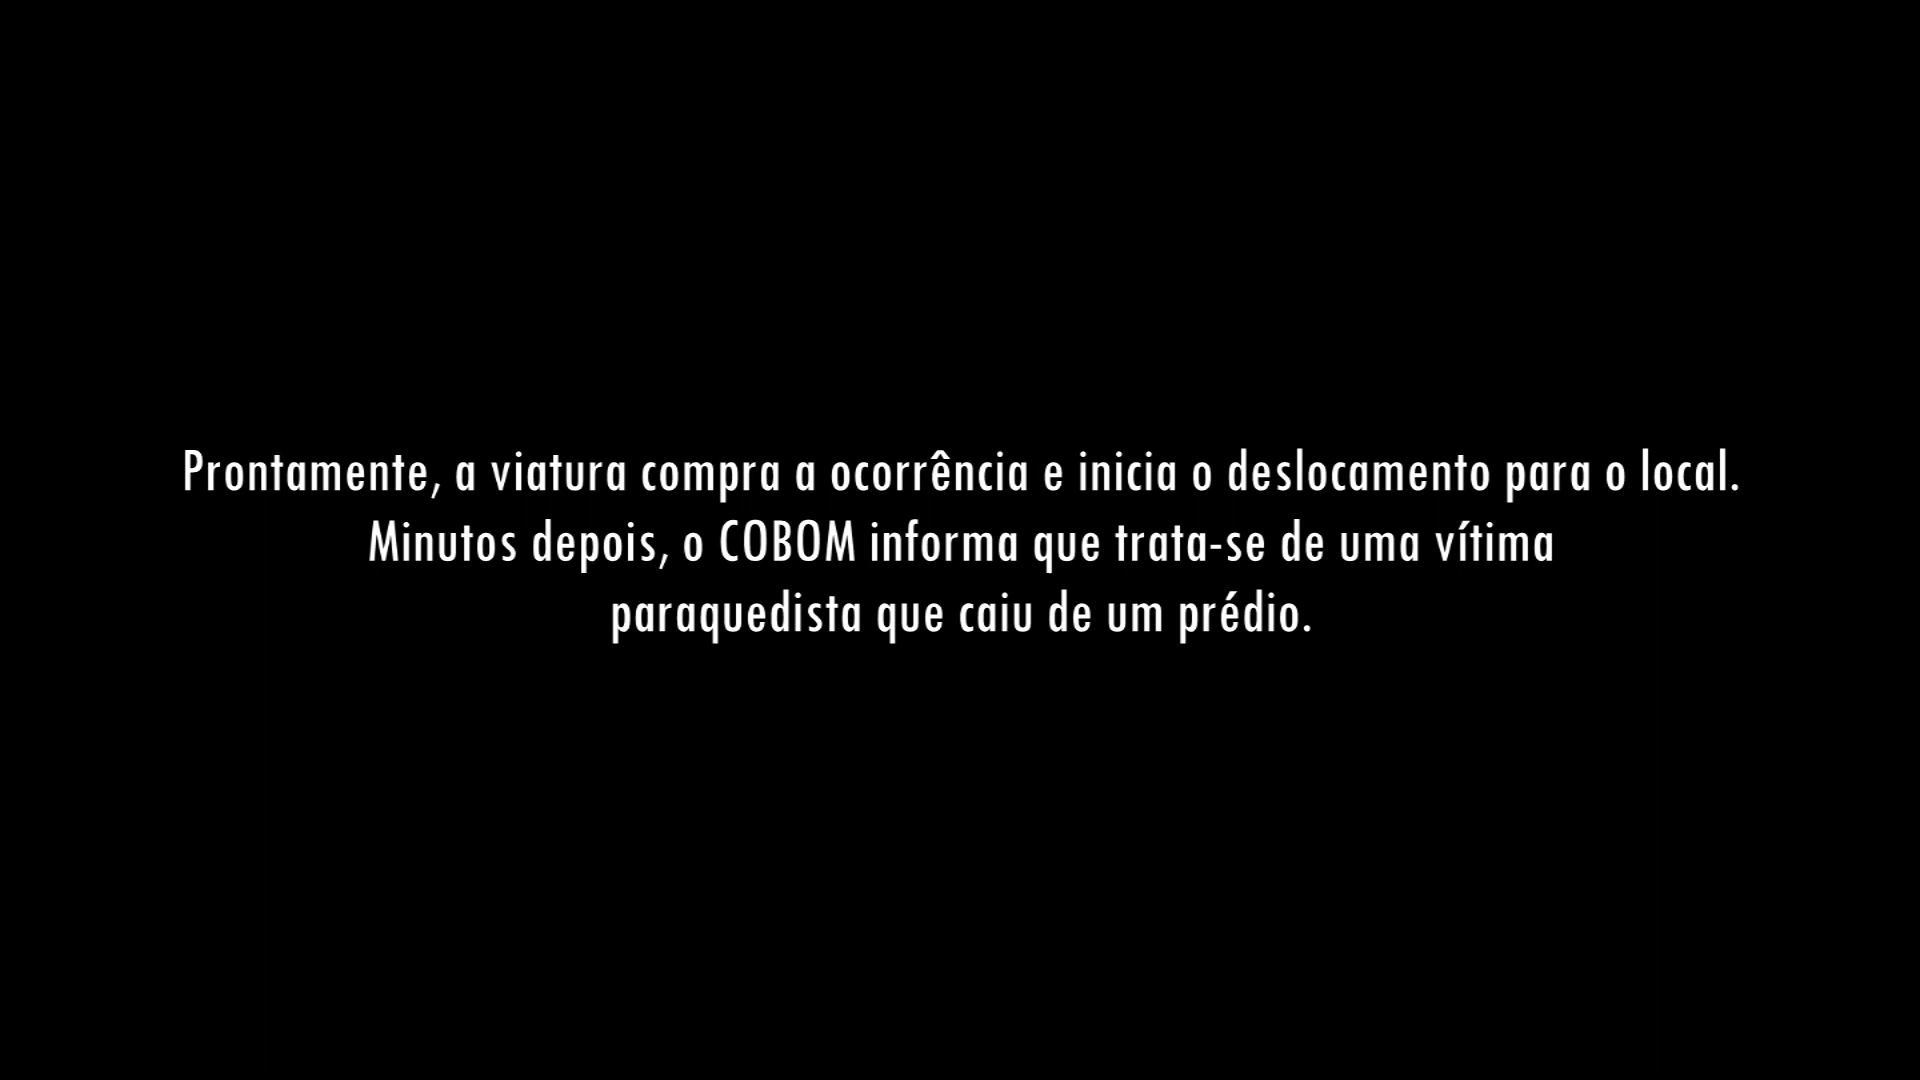 Prontamente, a viatura compra a ocorrência e inicia o deslocamento para o local.
Minutos depois, o COBOM informa que trata-se de uma vítima
paraquedista que caiu de um prédio.